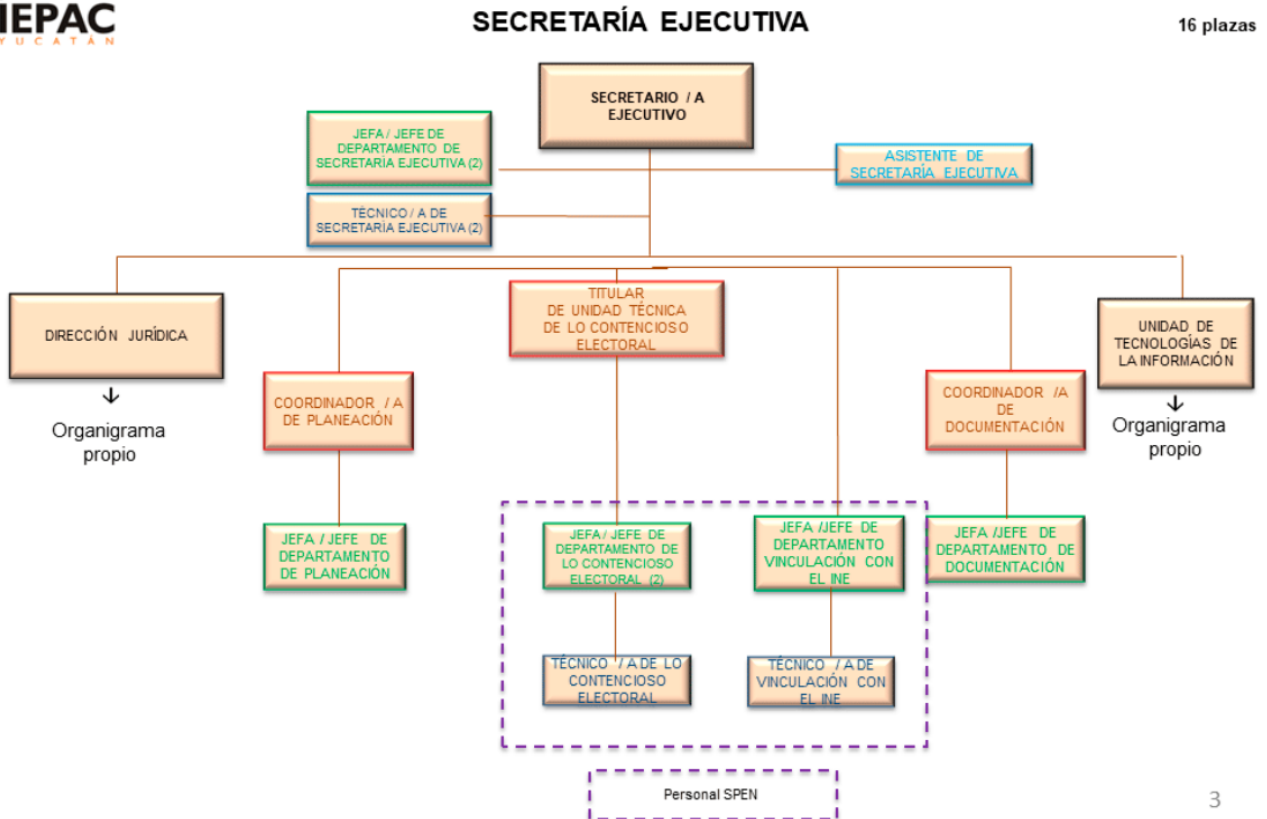 IEPAC
YUCATÁN
SECRETARÍA EJECUTIVA
16 plazas
SECRETARIO / A
EJECUTIVO
JEFA / JEFE DE
DEPARTAMENTO DE
SECRETARÍA EJECUTIVA (2)
ASISTENTE DE
SECRETARÍA EJECUTIVA
TÉCNICO / A DE
SECRETARÍA EJECUTIVA (2)
DIRECCIÓN JURÍDICA
↓
Organigrama
propio
TITULAR
DE UNIDAD TÉCNICA
DE LO CONTENCIOSO
ELECTORAL
UNIDAD DE
TECNOLOGÍAS DE
LA INFORMACIÓN
↓
Organigrama
propio
COORDINADOR / A
DE PLANEACIÓN
COORDINADOR /A
DE
DOCUMENTACIÓN
JEFA / JEFE DE
DEPARTAMENTO
DE PLANEACIÓN
JEFA / JEFE DE
DEPARTAMENTO DE
LO CONTENCIOSO
ELECTORAL (2)
JEFA /JEFE DE
DEPARTAMENTO
VINCULACIÓN CON
EL INE
JEFA /JEFE DE
DEPARTAMENTO DE
DOCUMENTACIÓN
TÉCNICO / A DE LO
CONTENCIOSO
ELECTORAL
TÉCNICO / A DE
VINCULACIÓN CON
EL INE
Personal SPEN
3